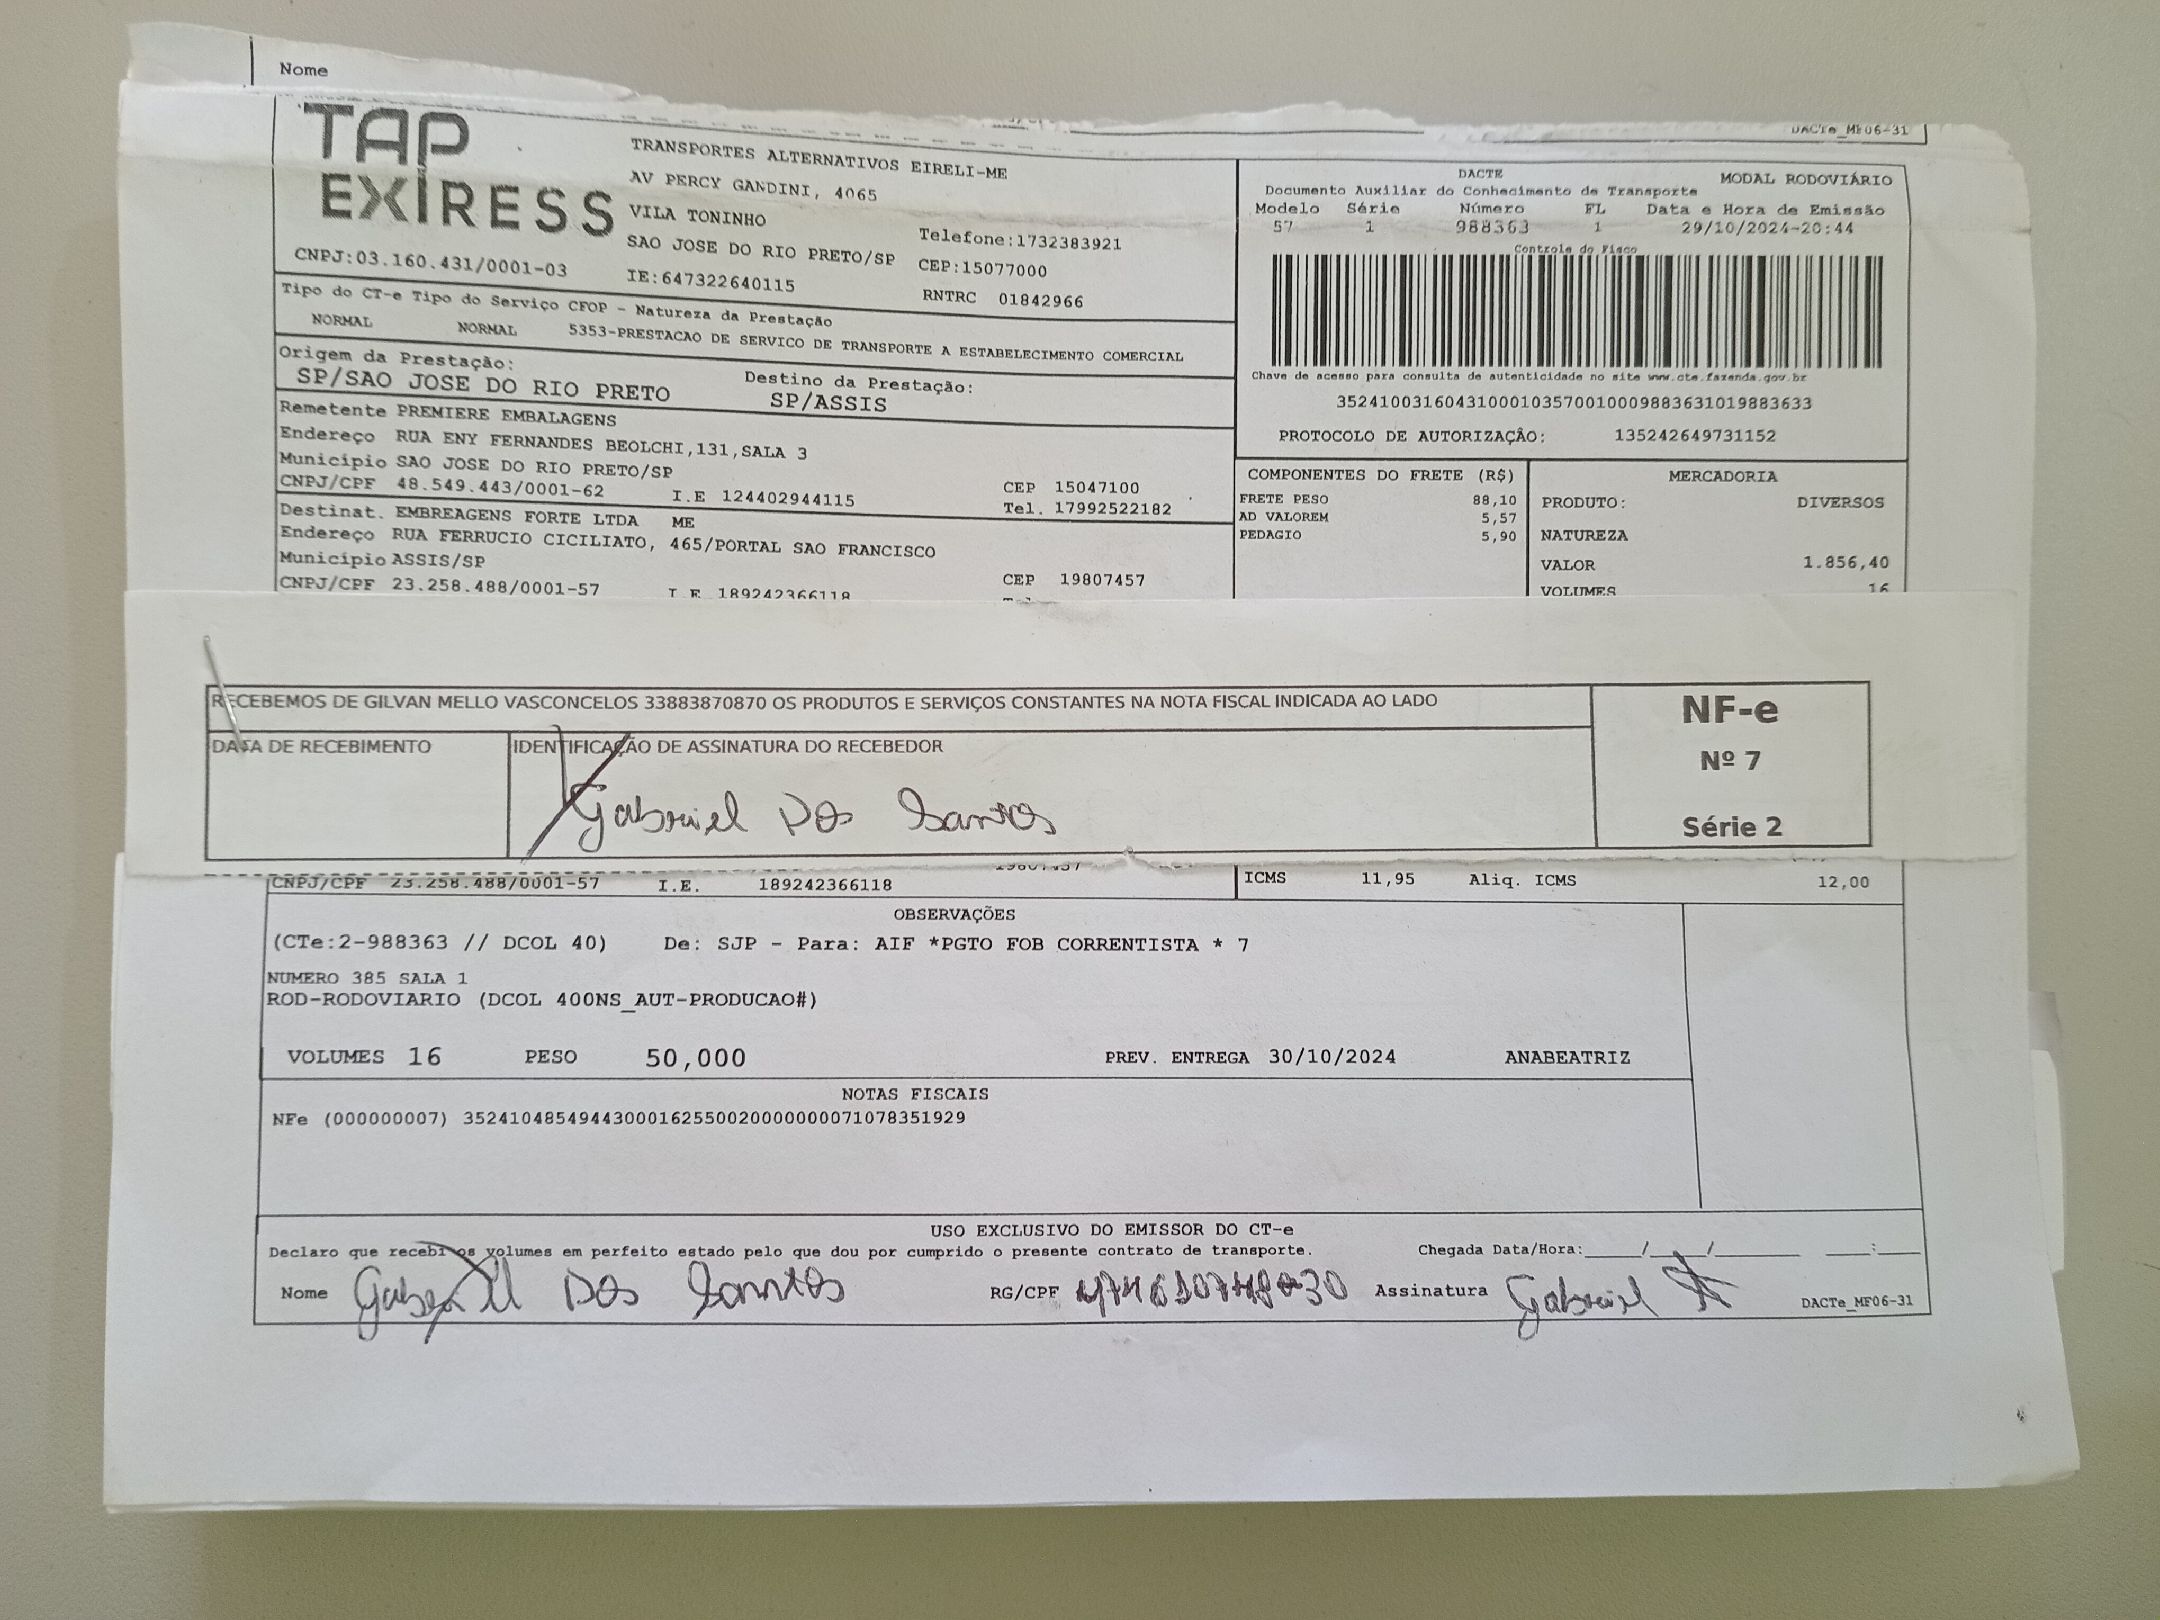 Nome
DACTe_MF06-31
TAP
EXIRESS
TRANSPORTES ALTERNATIVOS EIRELI-ME
AV PERCY GANDINI, 4065
VILA TONINHO
SAO JOSE DO RIO PRETO/SP
IE:647322640115
Telefone:1732383921
CEP:15077000
RNTRC 01842966
CNPJ:03.160.431/0001-03
DACTE
MODAL RODOVIÁRIO
Documento Auxiliar do Conhecimento de Transporte
Modelo Série Número FL Data e Hora de Emissão
57 1 988363 1 29/10/2024-20:44
Controle do Fisco
Chave de acesso para consulta de autenticidade no site www.cte.fazenda.gov.br
35241003160431000103570010009883631019883633
PROTOCOLO DE AUTORIZAÇÃO: 135242649731152
Tipo do CT-e Tipo do Serviço CFOP - Natureza da Prestação
NORMAL NORMAL 5353-PRESTACAO DE SERVICO DE TRANSPORTE A ESTABELECIMENTO COMERCIAL
Origem da Prestação: Destino da Prestação:
SP/SAO JOSE DO RIO PRETO SP/ASSIS
Remetente PREMIERE EMBALAGENS
Endereço RUA ENY FERNANDES BEOLCHI,131,SALA 3
Município SAO JOSE DO RIO PRETO/SP CEP 15047100
CNPJ/CPF 48.549.443/0001-62 I.E 124402944115 Tel. 17992522182
Destinat. EMBREAGENS FORTE LTDA ME
Endereço RUA FERRUCIO CICILIATO, 465/PORTAL SAO FRANCISCO
Município ASSIS/SP CEP 19807457
CNPJ/CPF 23.258.488/0001-57 I.E 189242366118
COMPONENTES DO FRETE (R$)
FRETE PESO 88,10
AD VALOREM 5,57
PEDAGIO 5,90
MERCADORIA
PRODUTO: DIVERSOS
NATUREZA
VALOR 1.856,40
VOLUMES 16
RECEBEMOS DE GILVAN MELLO VASCONCELOS 33883870870 OS PRODUTOS E SERVIÇOS CONSTANTES NA NOTA FISCAL INDICADA AO LADO
DATA DE RECEBIMENTO
IDENTIFICAÇÃO DE ASSINATURA DO RECEBEDOR
Gabriel Dos Santos
NF-e
Nº 7
Série 2
19807457
CNPJ/CPF 23.258.488/0001-57 I.E. 189242366118
ICMS 11,95 Aliq. ICMS 12,00
OBSERVAÇÕES
(CTe:2-988363 // DCOL 40) De: SJP - Para: AIF *PGTO FOB CORRENTISTA * 7
NUMERO 385 SALA 1
ROD-RODOVIARIO (DCOL 400NS_AUT-PRODUCAO#)
VOLUMES 16 PESO 50,000 PREV. ENTREGA 30/10/2024 ANABEATRIZ
NOTAS FISCAIS
NFe (000000007) 35241048549443000162550020000000071078351929
USO EXCLUSIVO DO EMISSOR DO CT-e
Declaro que recebi os volumes em perfeito estado pelo que dou por cumprido o presente contrato de transporte. Chegada Data/Hora:____/____/________ ____:____
Nome Gabriel Dos Santos RG/CPF Assinatura Gabriel
DACTe_MF06-31